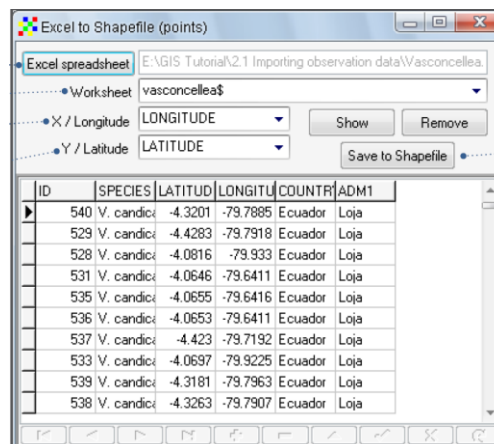 Excel to Shapefile (points)
Excel spreadsheet E:\GIS Tutorial\2.1 Importing observation data\Vasconcellea.
Worksheet vasconcellea$
X / Longitude LONGITUDE Show Remove
Y / Latitude LATITUDE Save to Shapefile
ID SPECIES LATITUD LONGITU COUNTRY ADM1
540 V. candica -4.3201 -79.7885 Ecuador Loja
529 V. candica -4.4283 -79.7918 Ecuador Loja
528 V. candica -4.0816 -79.933 Ecuador Loja
531 V. candica -4.0646 -79.6411 Ecuador Loja
535 V. candica -4.0655 -79.6416 Ecuador Loja
536 V. candica -4.0653 -79.6411 Ecuador Loja
537 V. candica -4.423 -79.7192 Ecuador Loja
533 V. candica -4.0697 -79.9225 Ecuador Loja
539 V. candica -4.3181 -79.7963 Ecuador Loja
538 V. candica -4.3263 -79.7907 Ecuador Loja